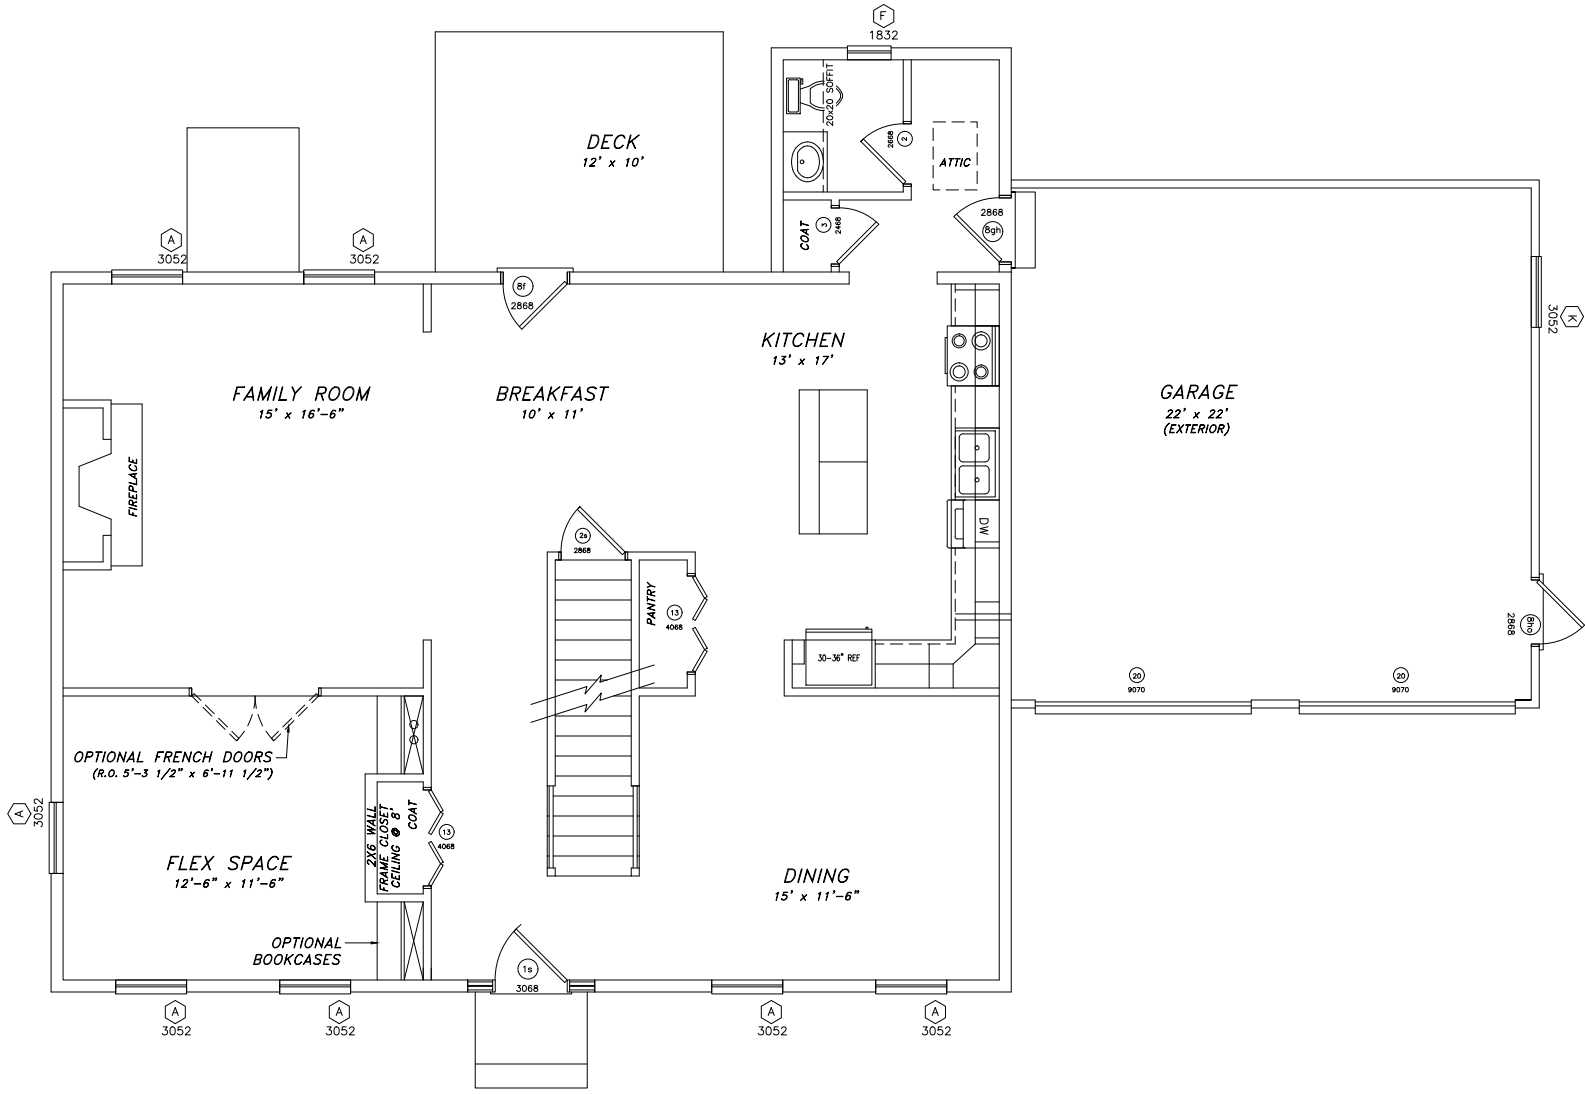 F
1832
20x20 SOFFIT
DECK
12' x 10'
2668
2
ATTIC
A
3052
A
3052
COAT
3
2468
2868
8gh
8f
2868
KITCHEN
13' x 17'
3052
K
FAMILY ROOM
15' x 16'-6"
BREAKFAST
10' x 11'
GARAGE
22' x 22'
(EXTERIOR)
FIREPLACE
DW
2s
2868
PANTRY
13
4068
2868
8ho
30-36" REF
20
9070
20
9070
OPTIONAL FRENCH DOORS
(R.O. 5'-3 1/2" x 6'-11 1/2")
A
3052
2X6 WALL
FRAME CLOSET
CEILING @ 8'
COAT
13
4068
FLEX SPACE
12'-6" x 11'-6"
DINING
15' x 11'-6"
OPTIONAL
BOOKCASES
1s
3068
A
3052
A
3052
A
3052
A
3052